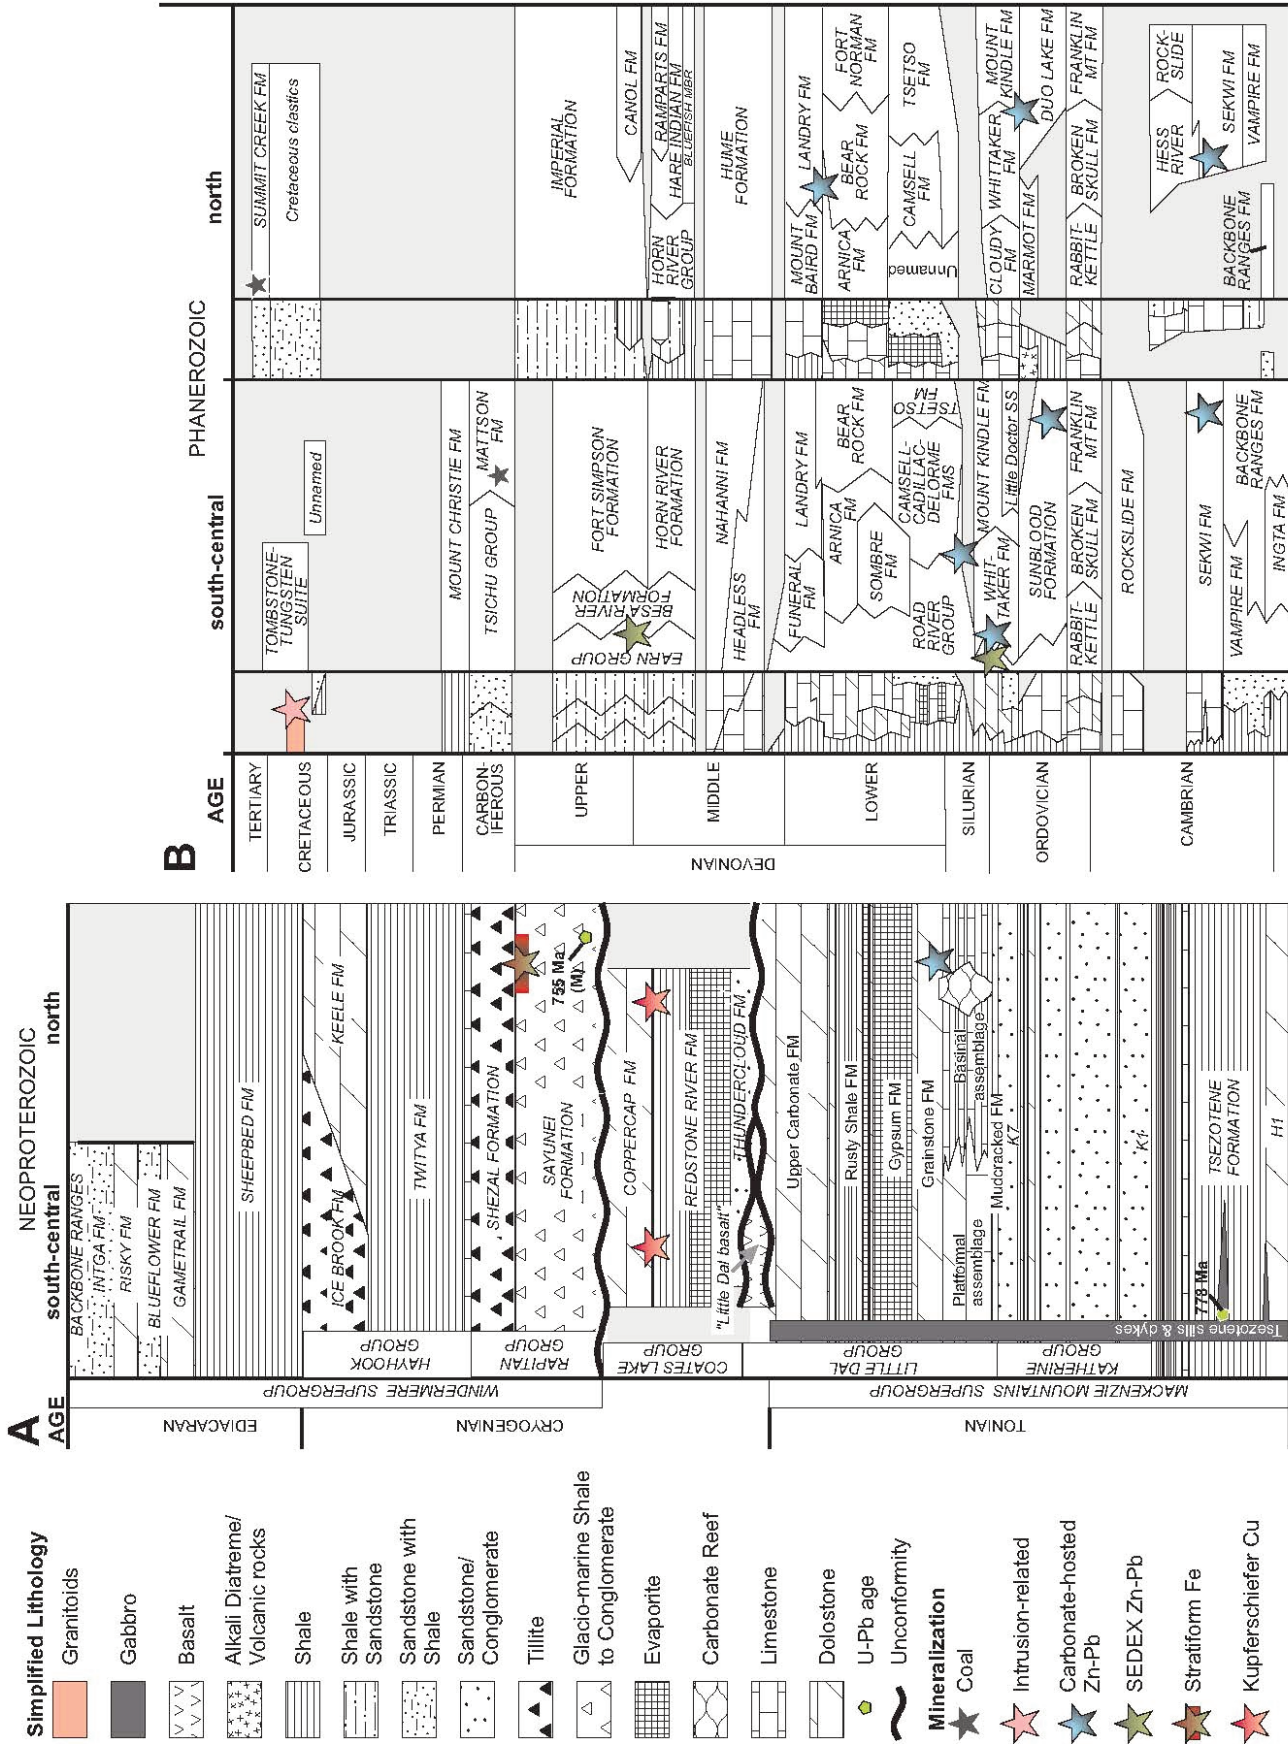 Simplified Lithology
Granitoids
Gabbro
Basalt
Alkali Diatreme/
Volcanic rocks
Shale
Shale with
Sandstone
Sandstone with
Shale
Sandstone/
Conglomerate
Tillite
Glacio-marine Shale
to Conglomerate
Evaporite
Carbonate Reef
Limestone
Dolostone
U-Pb age
Unconformity
Mineralization
Coal
Intrusion-related
Carbonate-hosted
Zn-Pb
SEDEX Zn-Pb
Stratiform Fe
Kupferschiefer Cu
A
NEOPROTEROZOIC
AGE
south-central
north
EDIACARAN
CRYOGENIAN
TONIAN
WINDERMERE SUPERGROUP
MACKENZIE MOUNTAINS SUPERGROUP
HAYHOOK
GROUP
RAPITAN
GROUP
COATES LAKE
GROUP
LITTLE DAL
GROUP
KATHERINE
GROUP
BACKBONE RANGES
INTGA FM
RISKY FM
BLUEFLOWER FM
GAMETRAIL FM
SHEEPBED FM
ICE BROOK FM
KEELE FM
TWITYA FM
SHEZAL FORMATION
SAYUNEI
FORMATION
755 Ma
(M)
COPPERCAP FM
REDSTONE RIVER FM
"Little Dal basalt"
THUNDERCLOUD FM
Upper Carbonate FM
Rusty Shale FM
Gypsum FM
Grainstone FM
Platformal
assemblage
Basinal
assemblage
Mudcracked FM
K7
K1
TSEZOTENE
FORMATION
778 Ma
Tsezotene sills & dykes
H1
B
PHANEROZOIC
AGE
south-central
north
TERTIARY
CRETACEOUS
JURASSIC
TRIASSIC
PERMIAN
CARBON-
IFEROUS
DEVONIAN
UPPER
MIDDLE
LOWER
SILURIAN
ORDOVICIAN
CAMBRIAN
TOMBSTONE-
TUNGSTEN
SUITE
Unnamed
MOUNT CHRISTIE FM
TSICHU GROUP
MATTSON
FM
EARN GROUP
BESA RIVER
FORMATION
FORT SIMPSON
FORMATION
HORN RIVER
FORMATION
HEADLESS
FM
NAHANNI FM
FUNERAL
FM
LANDRY FM
ARNICA
FM
BEAR
ROCK FM
SOMBRE
FM
CAMSELL-
CADILLAC-
DELORME
FMS
TSETSO
FM
ROAD
RIVER
GROUP
WHIT-
TAKER FM
MOUNT KINDLE FM
Little Doctor SS
SUNBLOOD
FORMATION
RABBIT-
KETTLE
BROKEN
SKULL FM
FRANKLIN
MT FM
ROCKSLIDE FM
SEKWI FM
VAMPIRE FM
BACKBONE
RANGES FM
INGTA FM
SUMMIT CREEK FM
Cretaceous clastics
IMPERIAL
FORMATION
CANOL FM
HORN
RIVER
GROUP
RAMPARTS FM
HARE INDIAN FM
BLUEFISH MBR
HUME
FORMATION
MOUNT
BAIRD FM
LANDRY FM
ARNICA
FM
BEAR
ROCK FM
FORT
NORMAN
FM
Unnamed
CAMSELL
FM
TSETSO
FM
CLOUDY
FM
WHITTAKER
FM
MOUNT
KINDLE FM
MARMOT FM
DUO LAKE FM
RABBIT-
KETTLE
BROKEN
SKULL FM
FRANKLIN
MT FM
HESS
RIVER
ROCK-
SLIDE
SEKWI FM
VAMPIRE FM
BACKBONE
RANGES FM